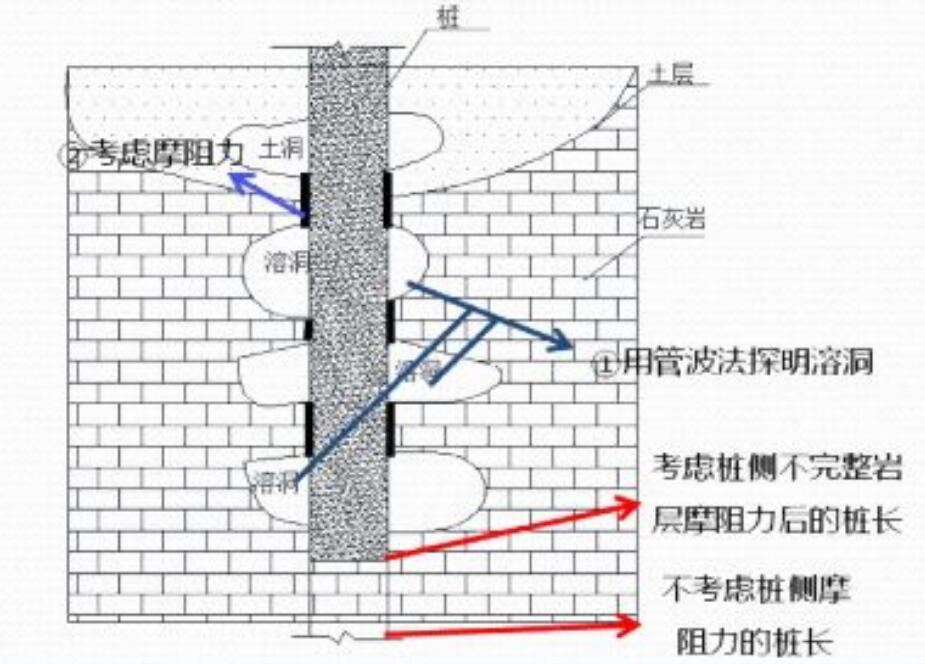 桩
土层
土洞
②考虑摩阻力
石灰岩
溶洞
①用管波法探明溶洞
溶洞
溶洞
考虑桩侧不完整岩
层摩阻力后的桩长
不考虑桩侧摩
阻力的桩长